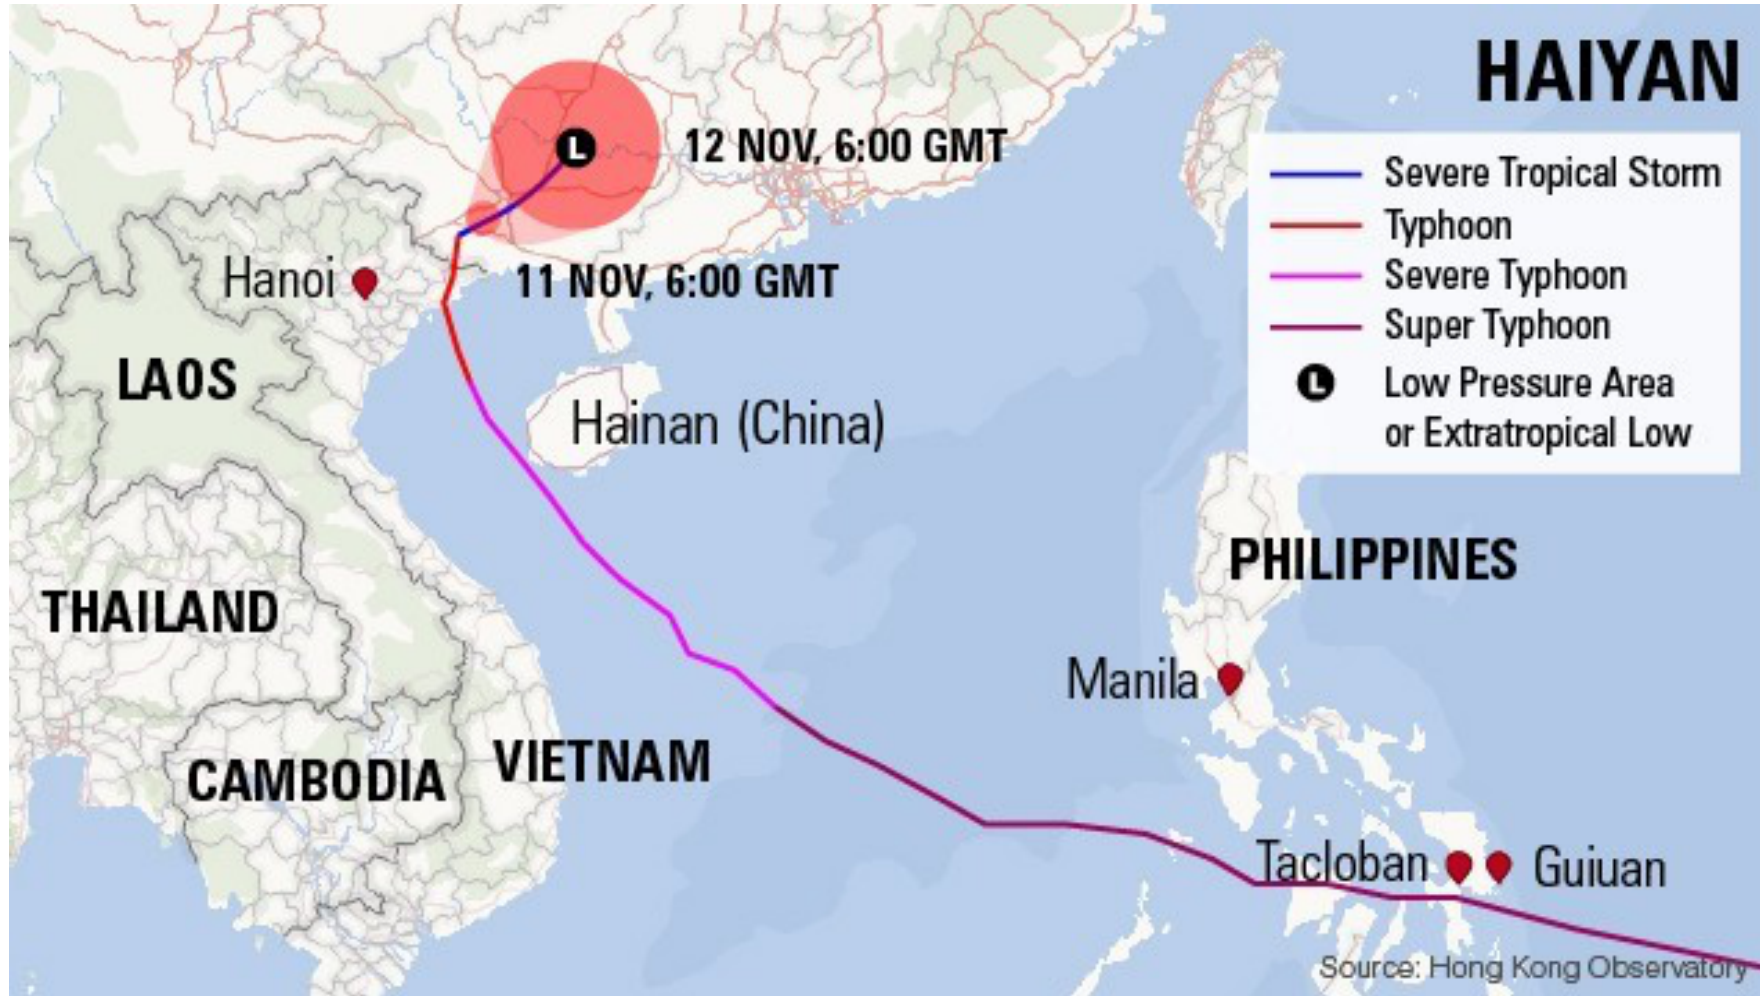 HAIYAN
Severe Tropical Storm
Typhoon
Severe Typhoon
Super Typhoon
L
Low Pressure Area
or Extratropical Low
L
12 NOV, 6:00 GMT
11 NOV, 6:00 GMT
Hanoi
LAOS
Hainan (China)
THAILAND
PHILIPPINES
Manila
CAMBODIA
VIETNAM
Tacloban
Guiuan
Source: Hong Kong Observatory